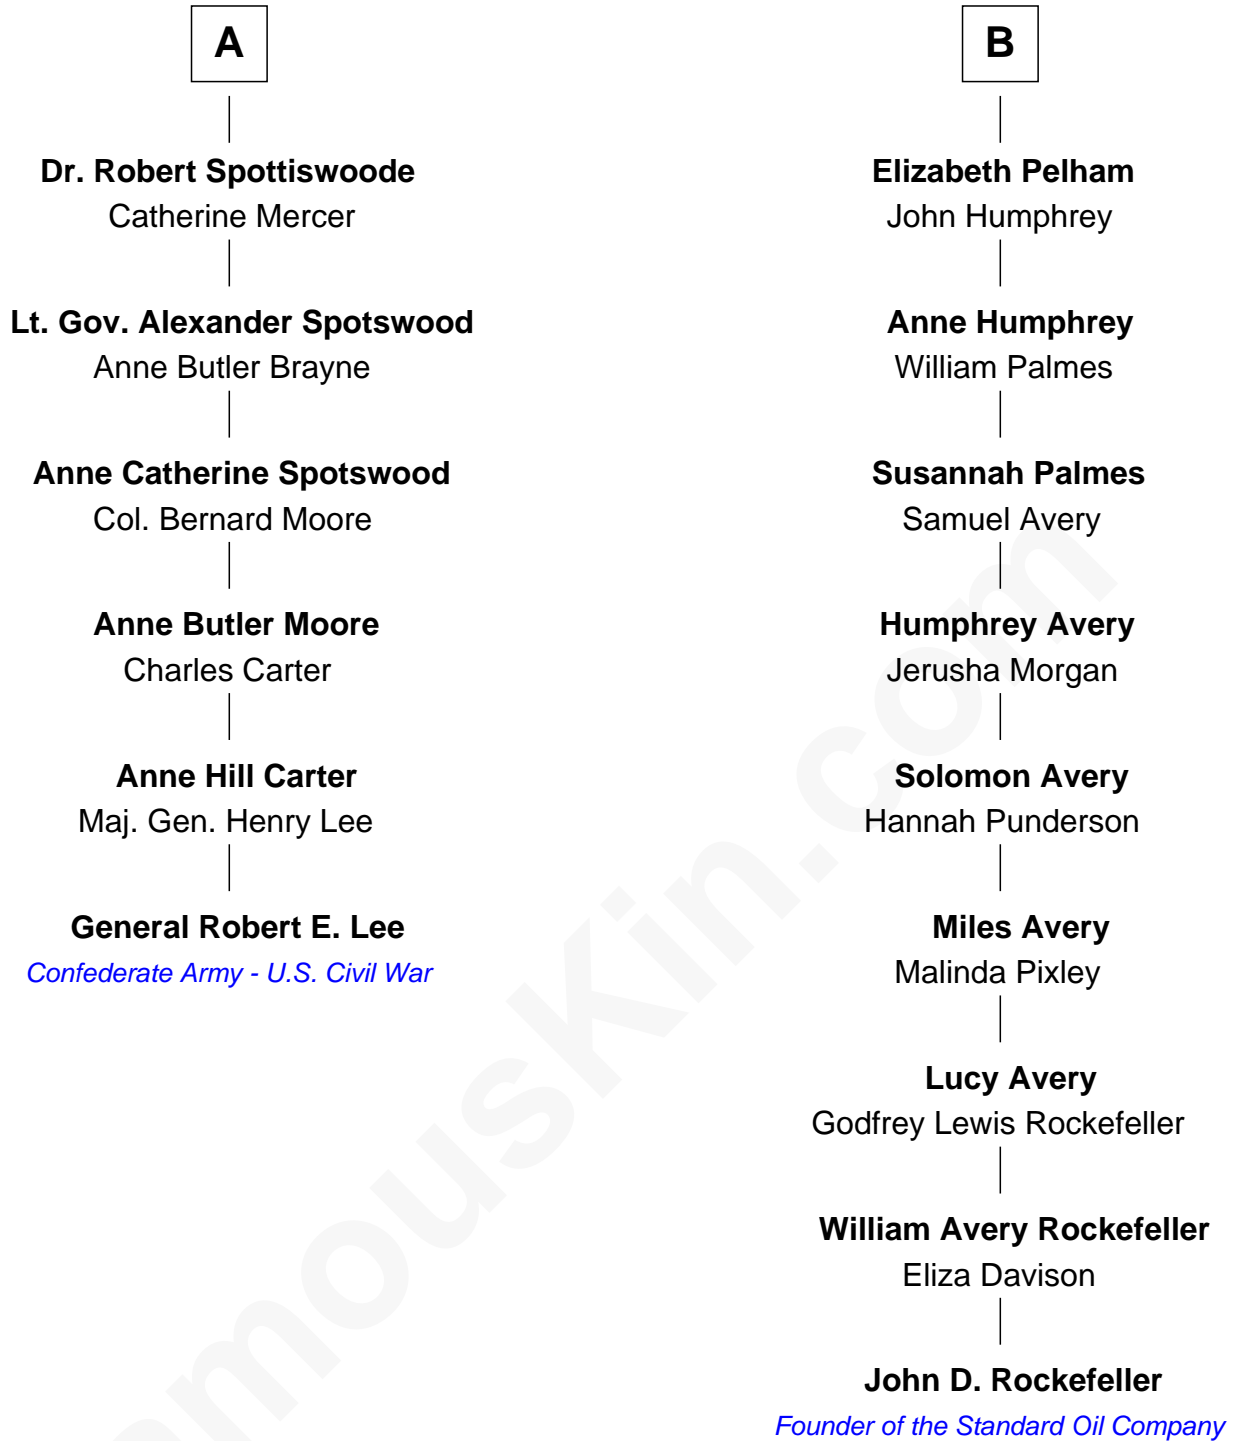 A
Dr. Robert Spottiswoode
Catherine Mercer
Lt. Gov. Alexander Spotswood
Anne Butler Brayne
Anne Catherine Spotswood
Col. Bernard Moore
Anne Butler Moore
Charles Carter
Anne Hill Carter
Maj. Gen. Henry Lee
General Robert E. Lee
Confederate Army - U.S. Civil War
B
Elizabeth Pelham
John Humphrey
Anne Humphrey
William Palmes
Susannah Palmes
Samuel Avery
Humphrey Avery
Jerusha Morgan
Solomon Avery
Hannah Punderson
Miles Avery
Malinda Pixley
Lucy Avery
Godfrey Lewis Rockefeller
William Avery Rockefeller
Eliza Davison
John D. Rockefeller
Founder of the Standard Oil Company
amouskin.com